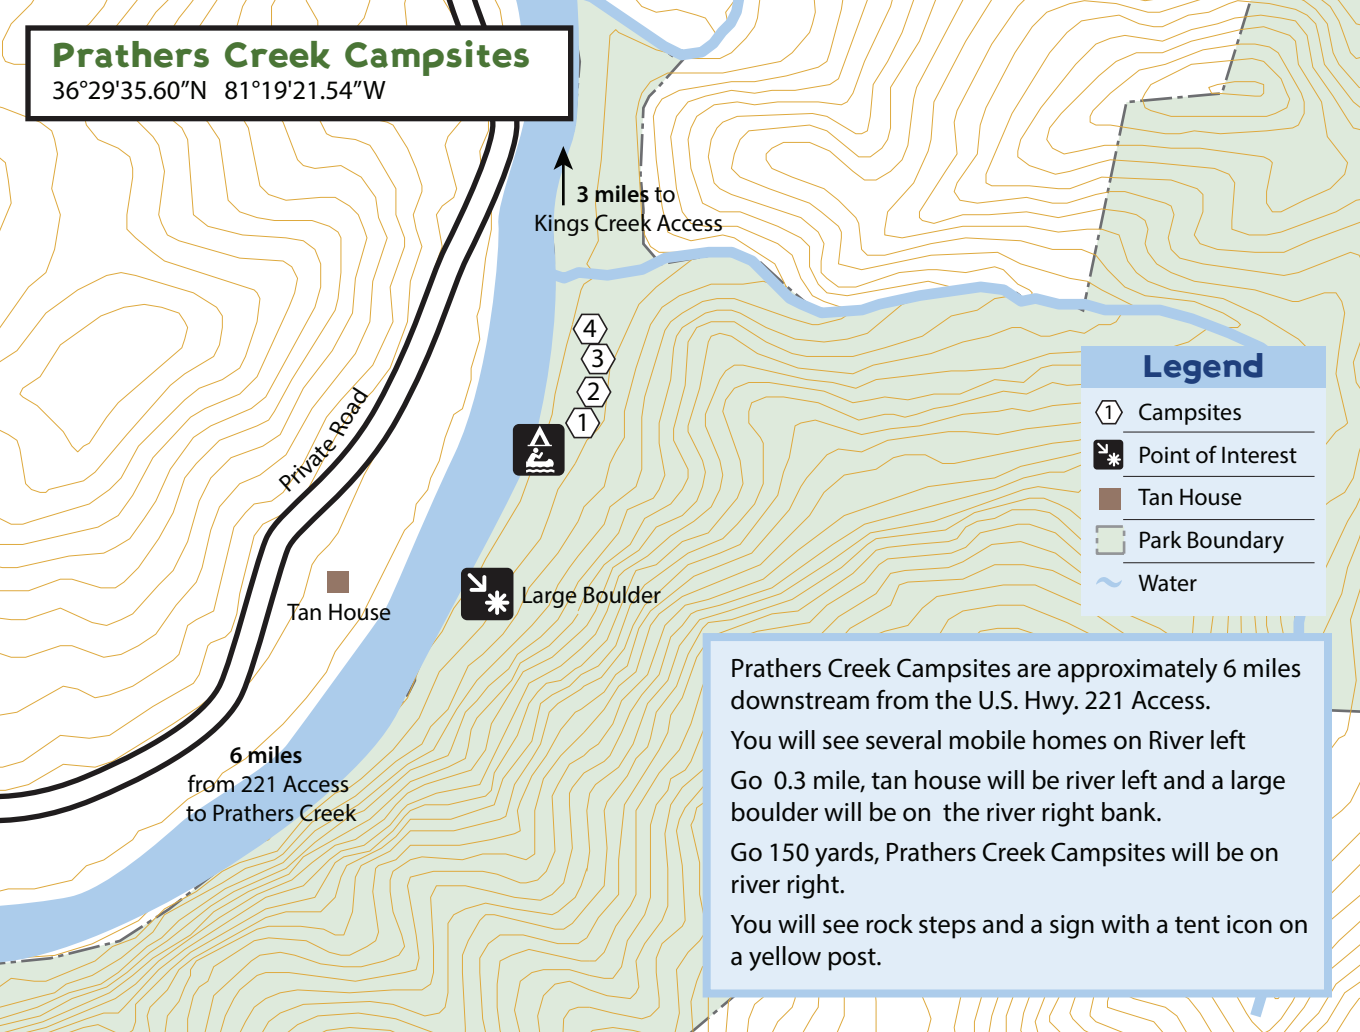 Prathers Creek Campsites
36°29'35.60"N   81°19'21.54"W
3 miles to
Kings Creek Access
4
3
2
1
Private Road
Large Boulder
Tan House
6 miles
from 221 Access
to Prathers Creek
Legend
1 Campsites
Point of Interest
Tan House
Park Boundary
Water
Prathers Creek Campsites are approximately 6 miles
downstream from the U.S. Hwy. 221 Access.
You will see several mobile homes on River left
Go  0.3 mile, tan house will be river left and a large
boulder will be on  the river right bank.
Go 150 yards, Prathers Creek Campsites will be on
river right.
You will see rock steps and a sign with a tent icon on
a yellow post.